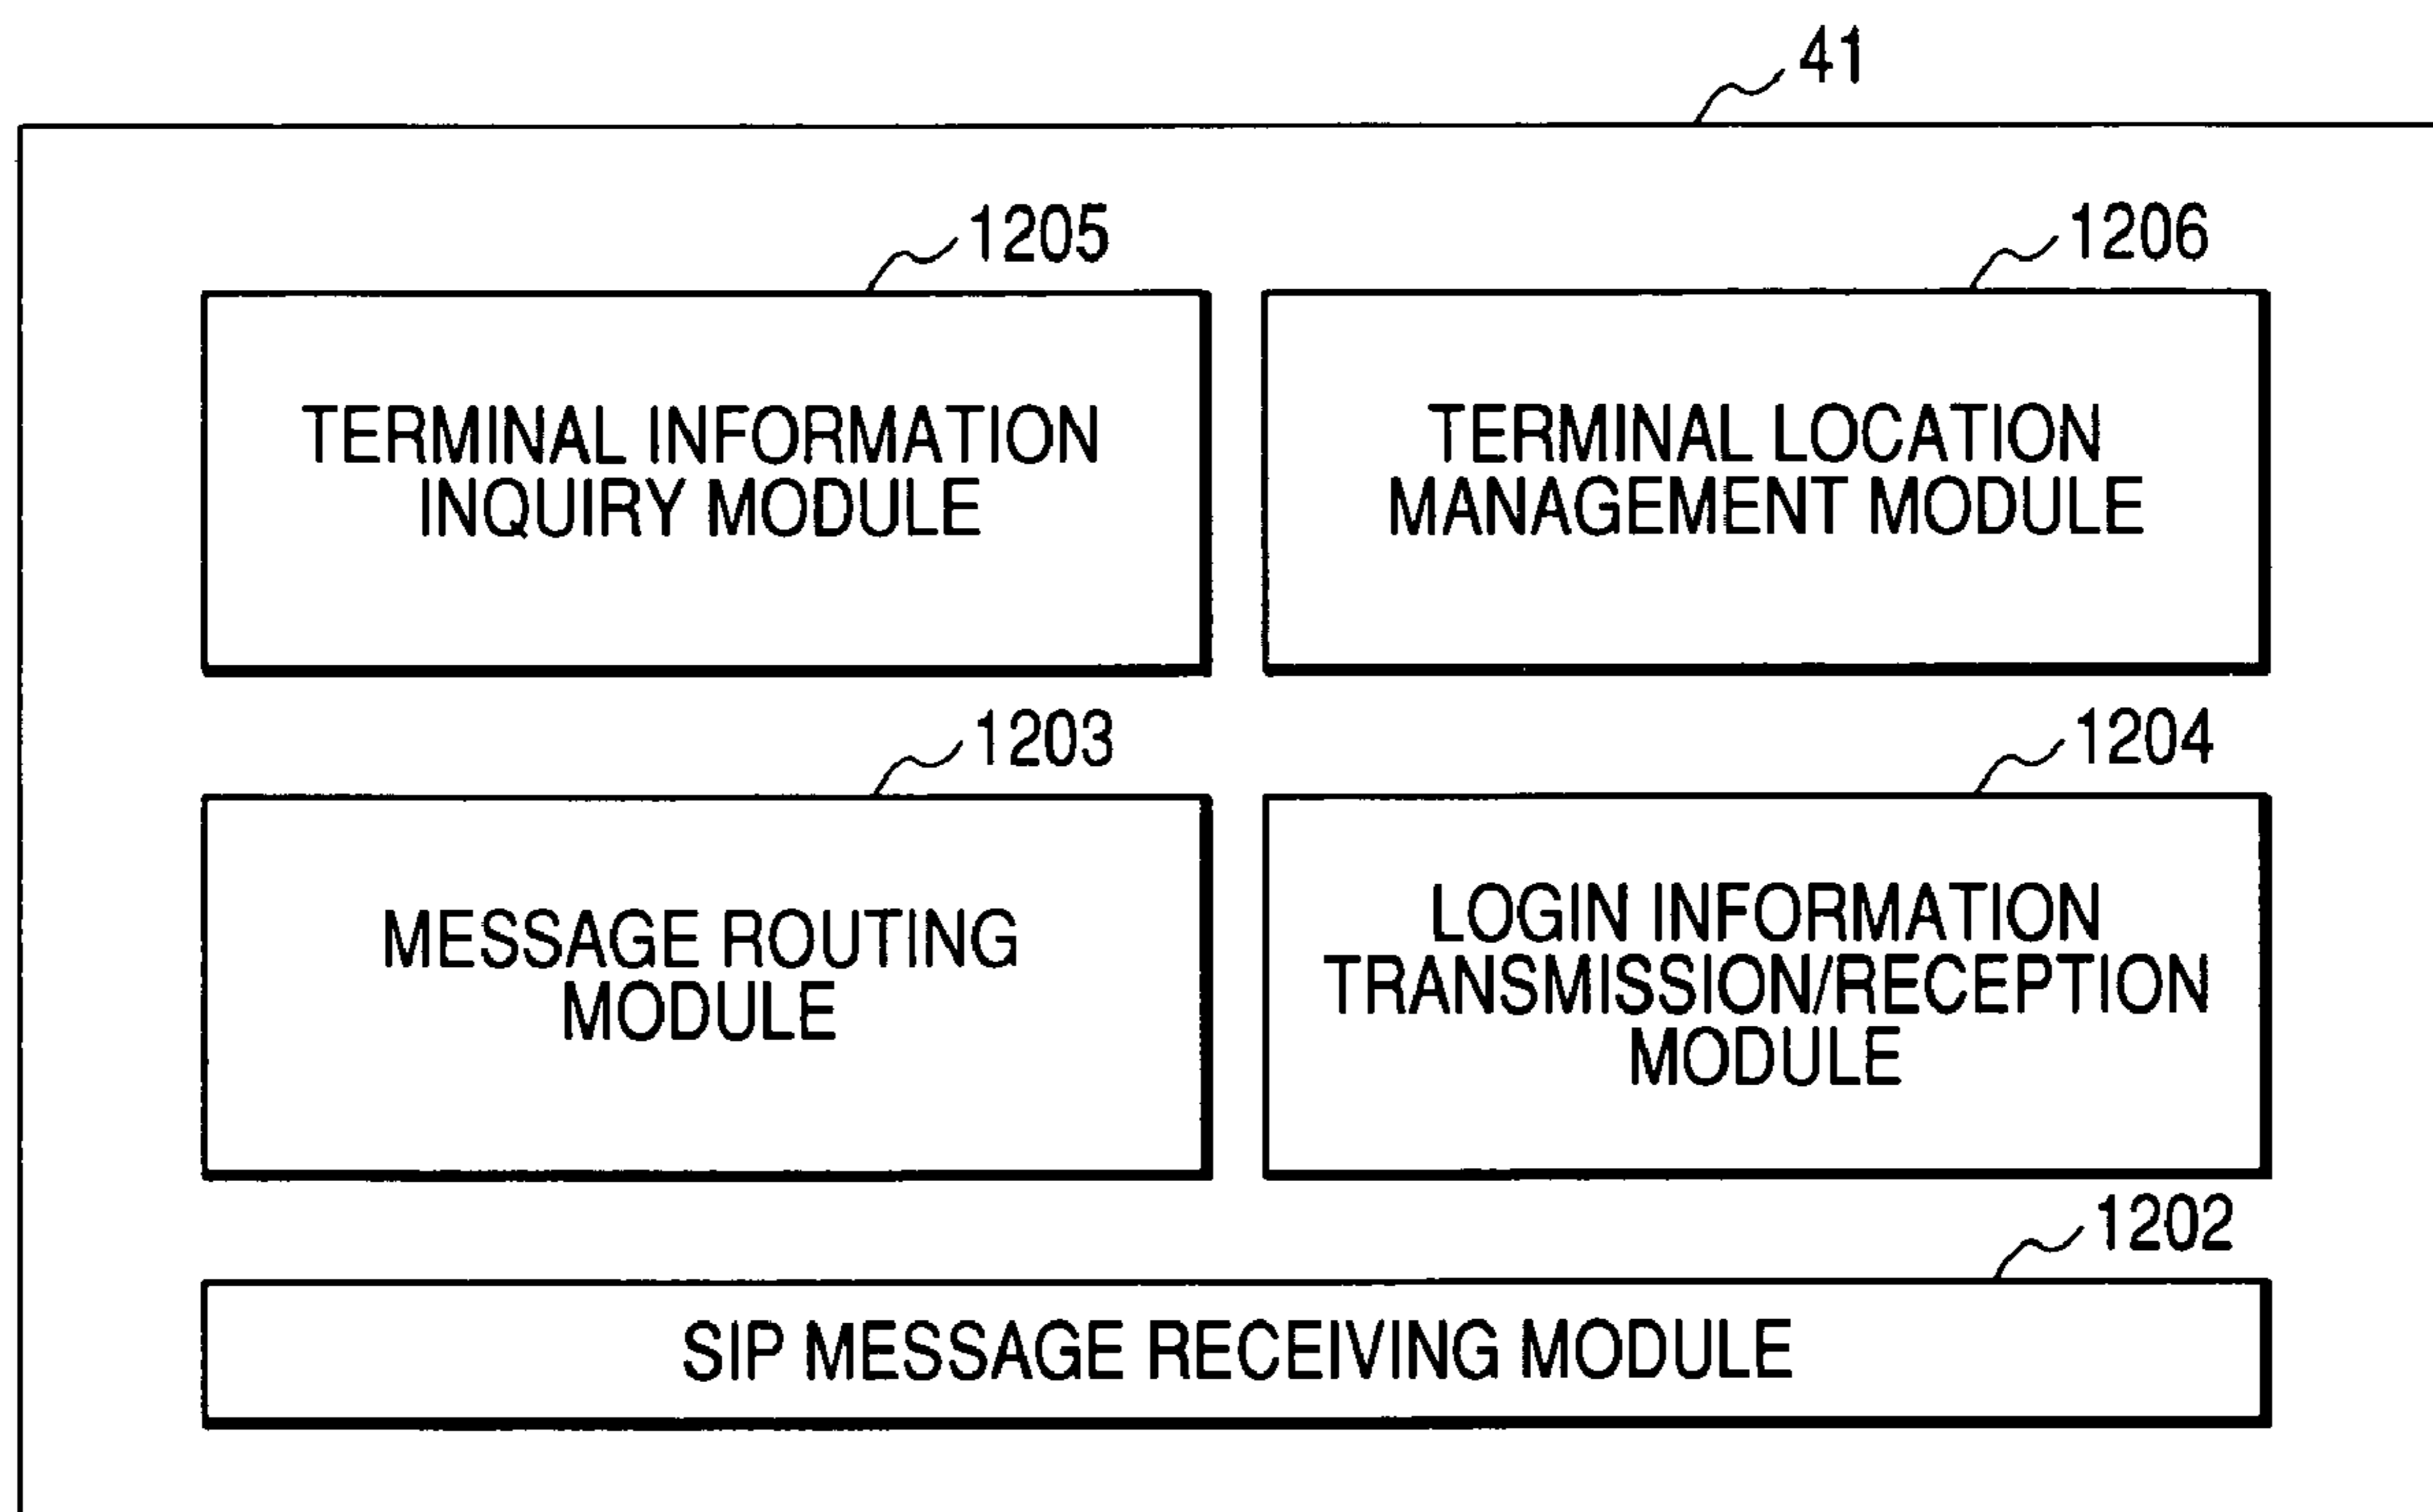 41
1205
1206
TERMINAL INFORMATION
INQUIRY MODULE
TERMINAL LOCATION
MANAGEMENT MODULE
1203
1204
MESSAGE ROUTING
MODULE
LOGIN INFORMATION
TRANSMISSION/RECEPTION
MODULE
1202
SIP MESSAGE RECEIVING MODULE